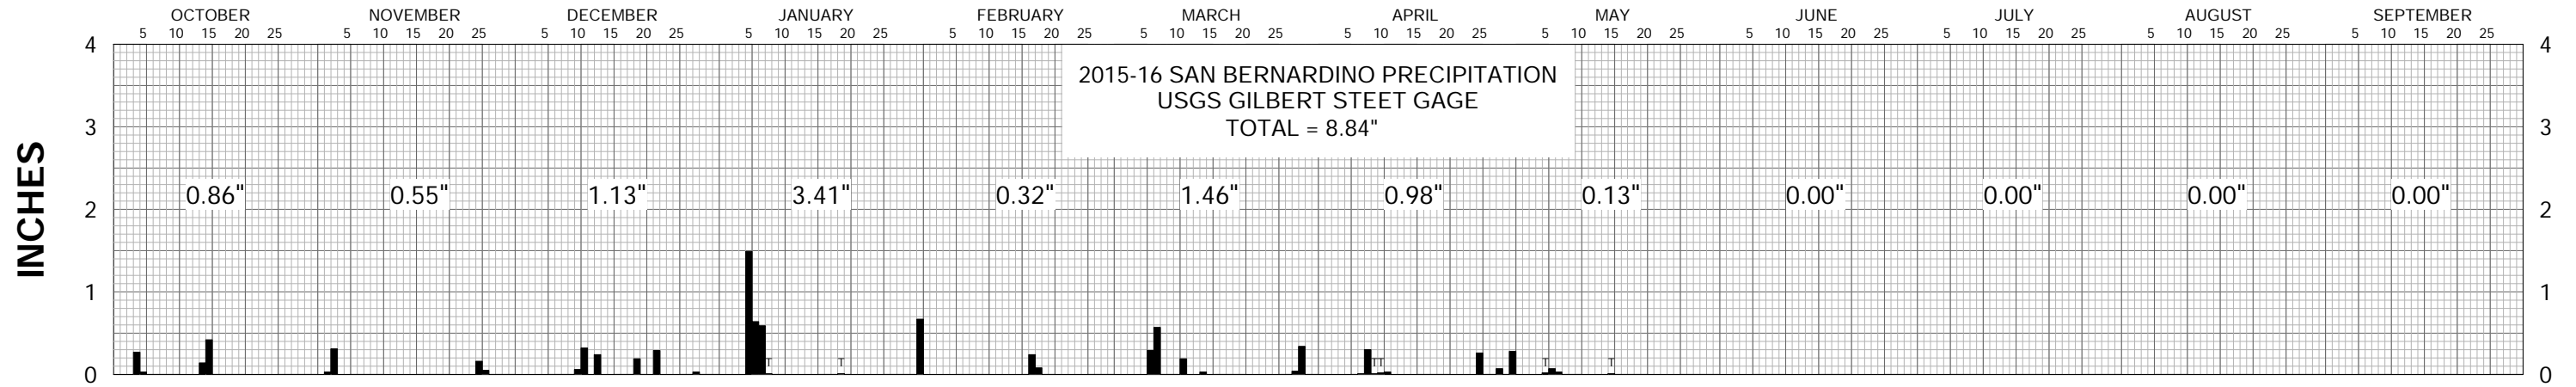 OCTOBER NOVEMBER DECEMBER JANUARY FEBRUARY MARCH APRIL MAY JUNE JULY AUGUST SEPTEMBER
5 10 15 20 25 5 10 15 20 25 5 10 15 20 25 5 10 15 20 25 5 10 15 20 25 5 10 15 20 25 5 10 15 20 25 5 10 15 20 25 5 10 15 20 25 5 10 15 20 25 5 10 15 20 25 5 10 15 20 25
4 4
2015-16 SAN BERNARDINO PRECIPITATION
USGS GILBERT STEET GAGE
TOTAL = 8.84"
3 3
INCHES
0.86" 0.55" 1.13" 3.41" 0.32" 1.46" 0.98" 0.13" 0.00" 0.00" 0.00" 0.00"
2 2
1 1
T T TT T T
0 0